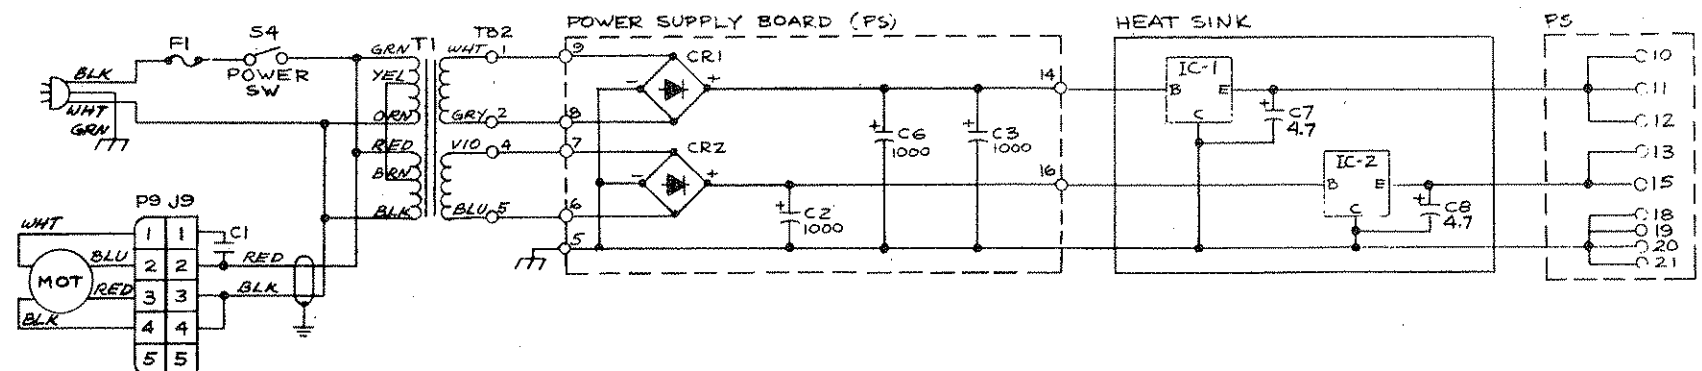 POWER SUPPLY BOARD (PS)
HEAT SINK
PS
F1
S4
POWER
SW
BLK
WHT
GRN
GRN
T1
YEL
ORN
RED
BRN
BLK
TB2
WHT 1
GRY 2
VIO 4
BLU 5
9
8
7
6
5
CR1
- +
CR2
- +
+ C6
1000
+ C3
1000
+ C2
1000
14
16
IC-1
B E
C
+ C7
4.7
IC-2
B E
C
+ C8
4.7
10
11
12
13
15
18
19
20
21
P9 J9
WHT
1 1
C1
BLU
2 2
RED
MOT
RED
3 3
BLK
BLK
4 4
5 5